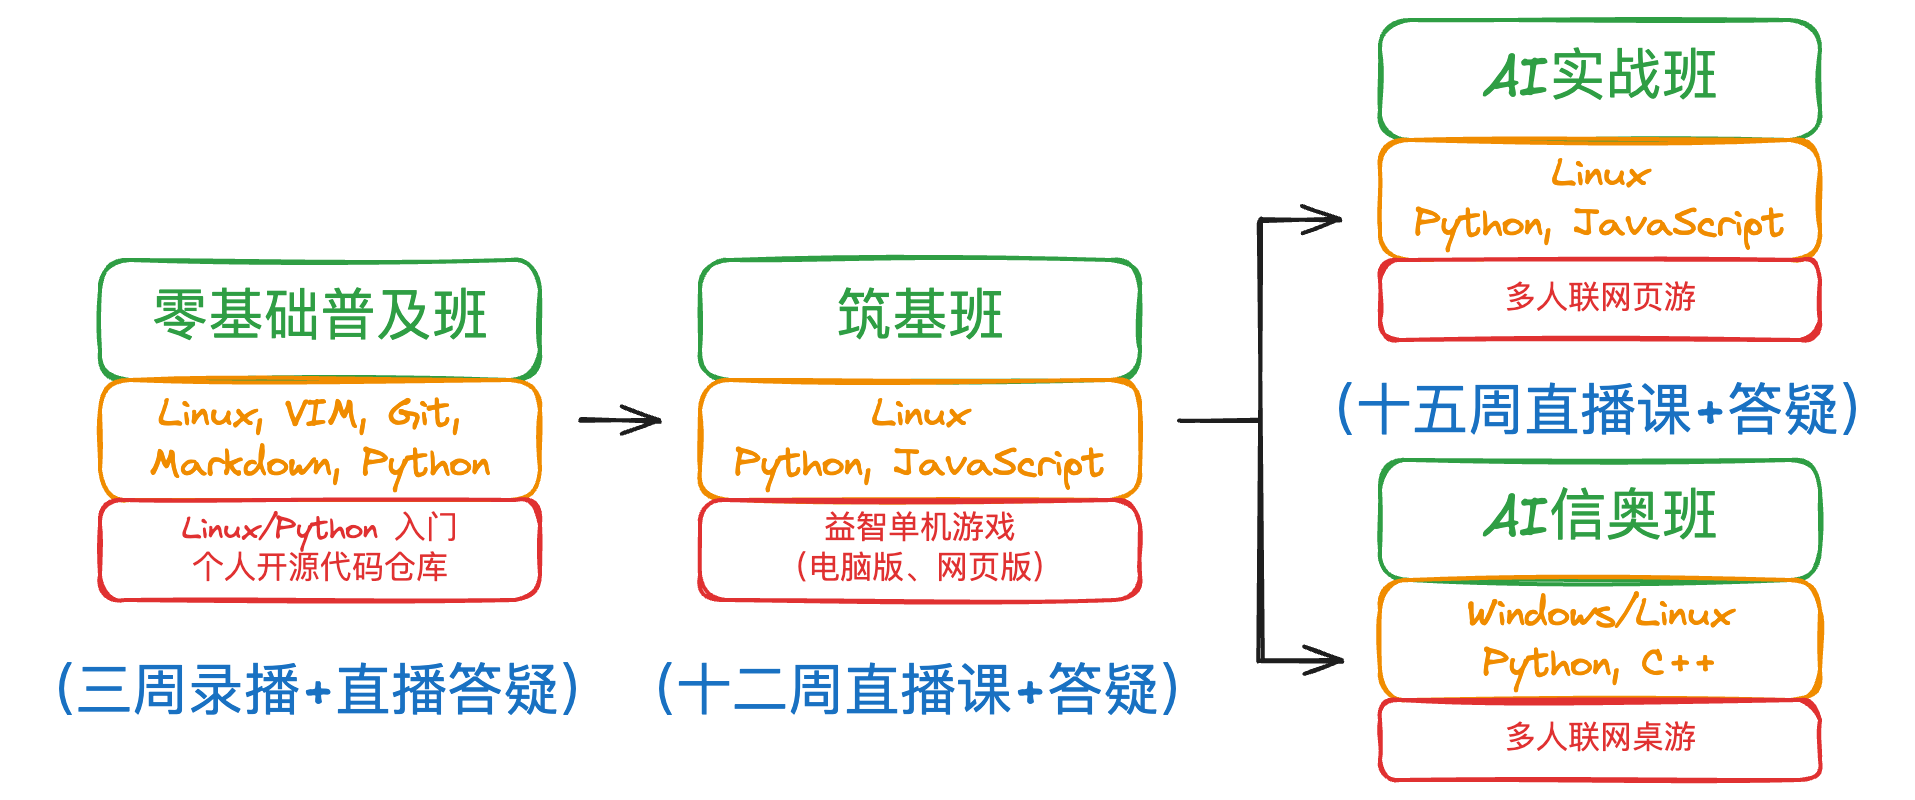 零基础普及班
Linux, VIM, Git,
Markdown, Python
Linux/Python 入门
个人开源代码仓库
(三周录播+直播答疑)
筑基班
Linux
Python, JavaScript
益智单机游戏
(电脑版、网页版)
(十二周直播课+答疑)
AI实战班
Linux
Python, JavaScript
多人联网页游
(十五周直播课+答疑)
AI信奥班
Windows/Linux
Python, C++
多人联网桌游